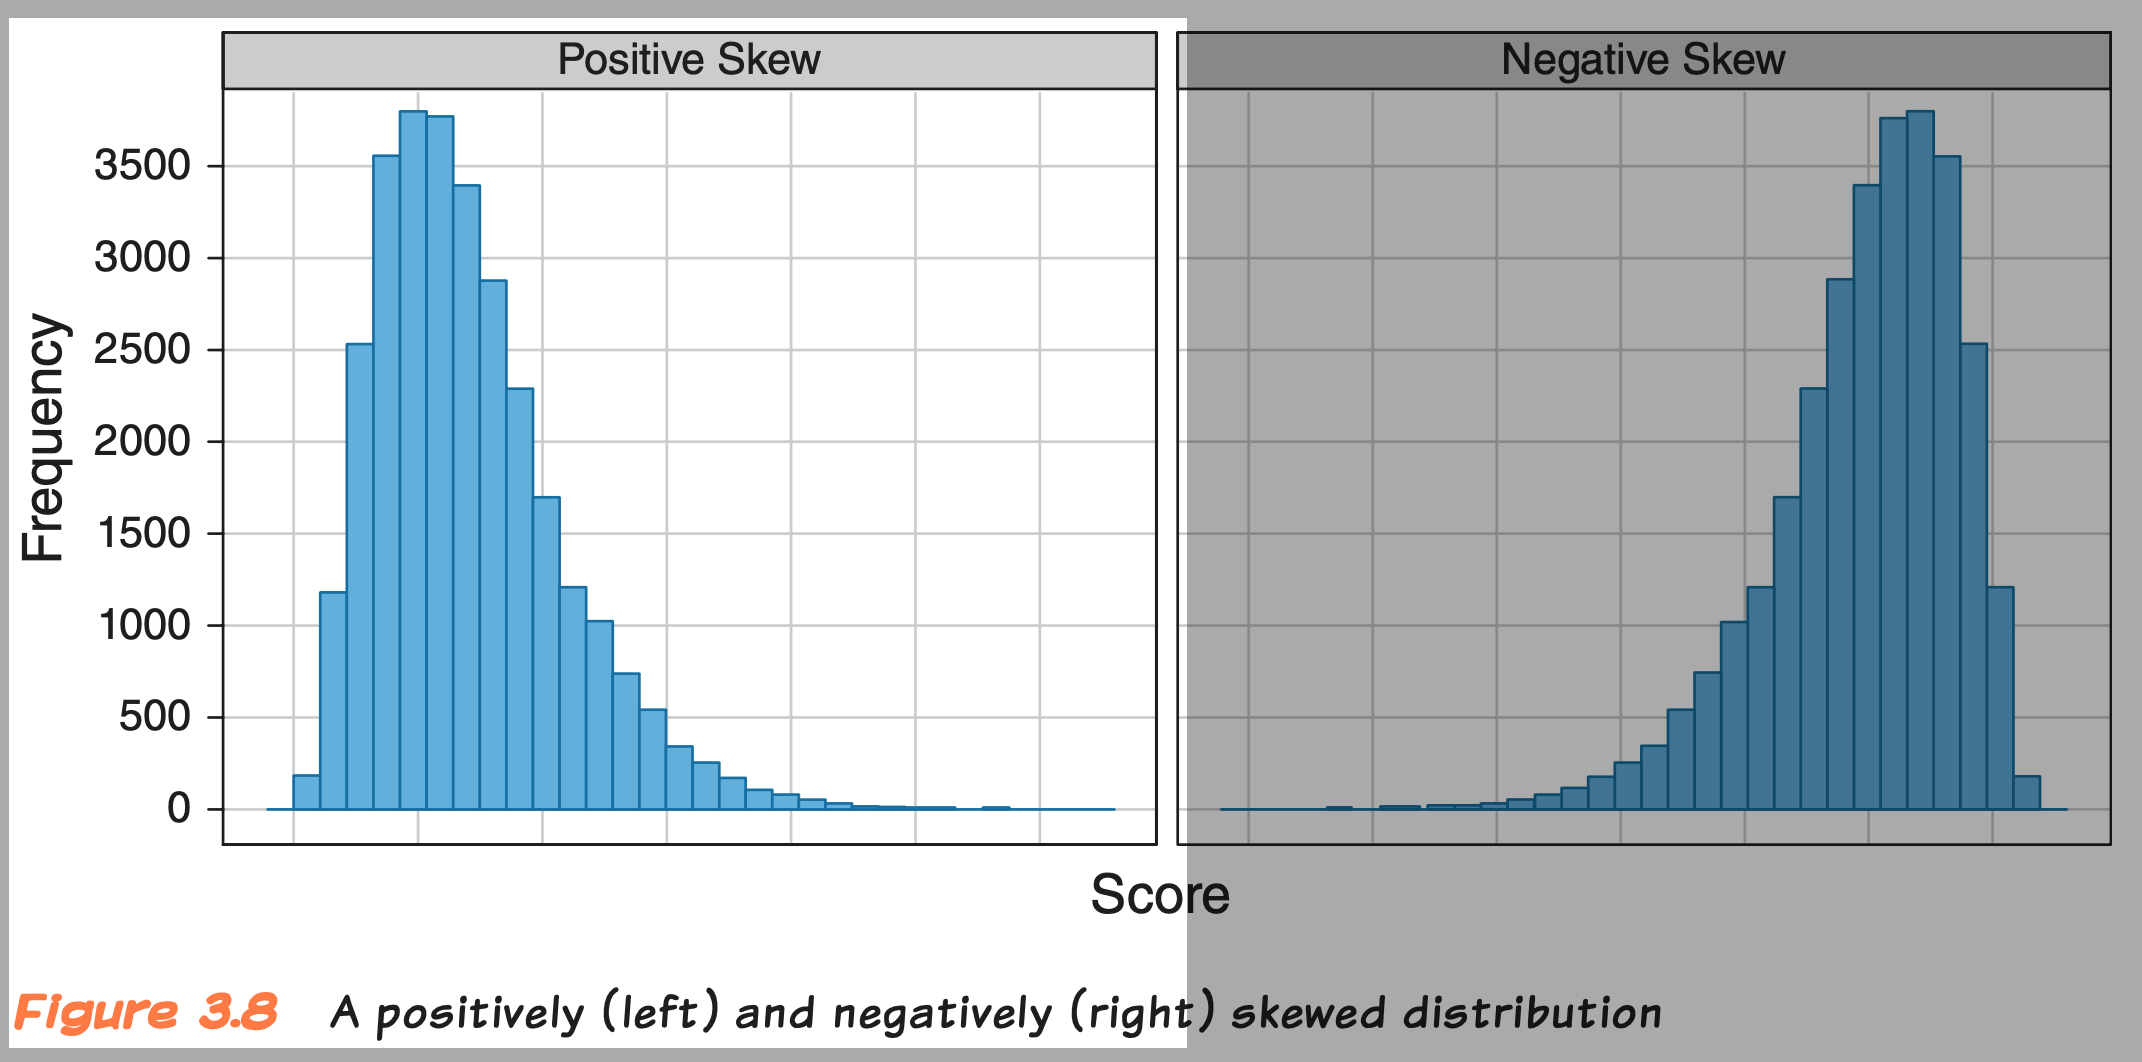 Positive Skew
Negative Skew
Frequency
3500
3000
2500
2000
1500
1000
500
0
Score
Figure 3.8 A positively (left) and negatively (right) skewed distribution